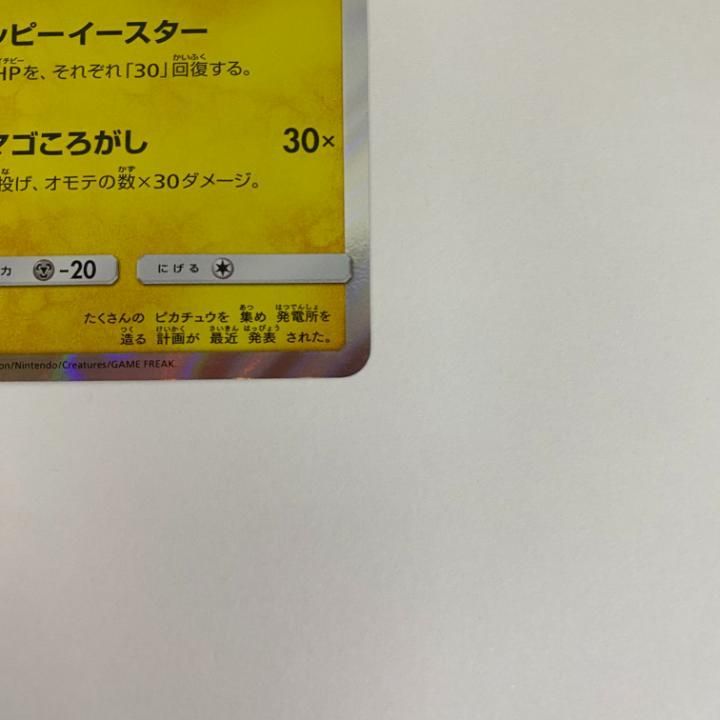 ッピーイースター
HPを、それぞれ「30」回復する。
マゴころがし 30×
投げ、オモテの数×30ダメージ。
カ -20 にげる
たくさんの ピカチュウを 集め 発電所を
造る 計画が 最近 発表 された。
on/Nintendo/Creatures/GAME FREAK.